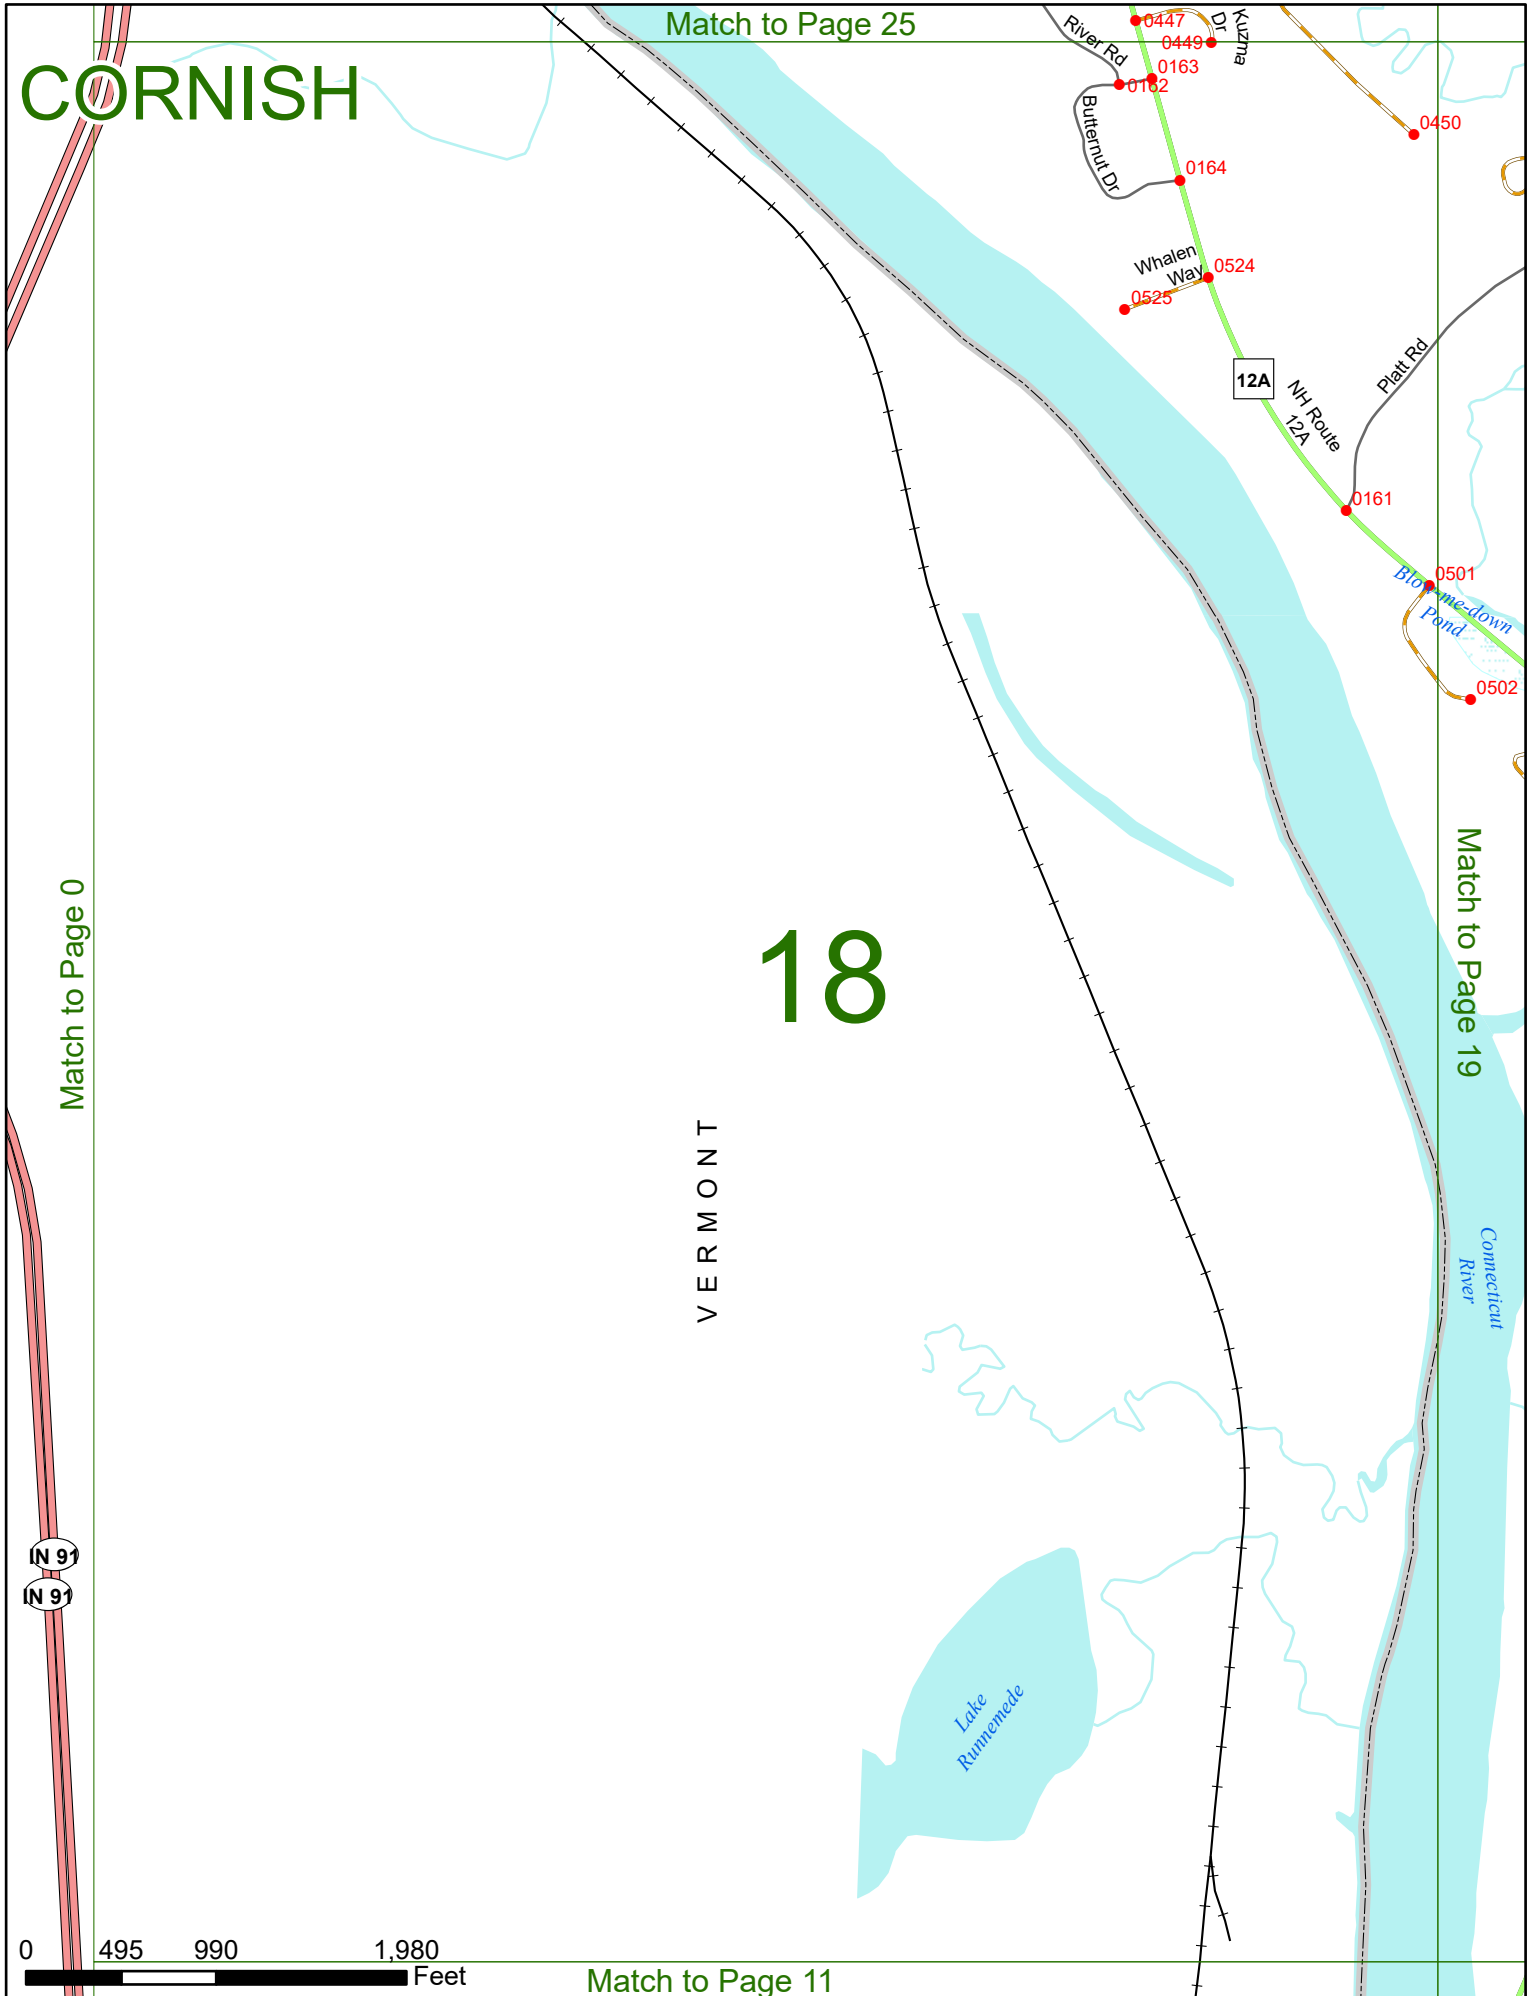 Match to Page 25
CORNISH
0447
Kuzma
Dr
0449
River Rd
0163
0162
0450
Butternut Dr
0164
Whalen
Way
0524
0525
12A
NH Route
12A
Platt Rd
0161
0501
Blow-me-down
Pond
0502
Match to Page 0
18
Match to Page 19
VERMONT
Connecticut
River
IN 91
IN 91
Lake
Runnemede
0 495 990 1,980
Feet
Match to Page 11